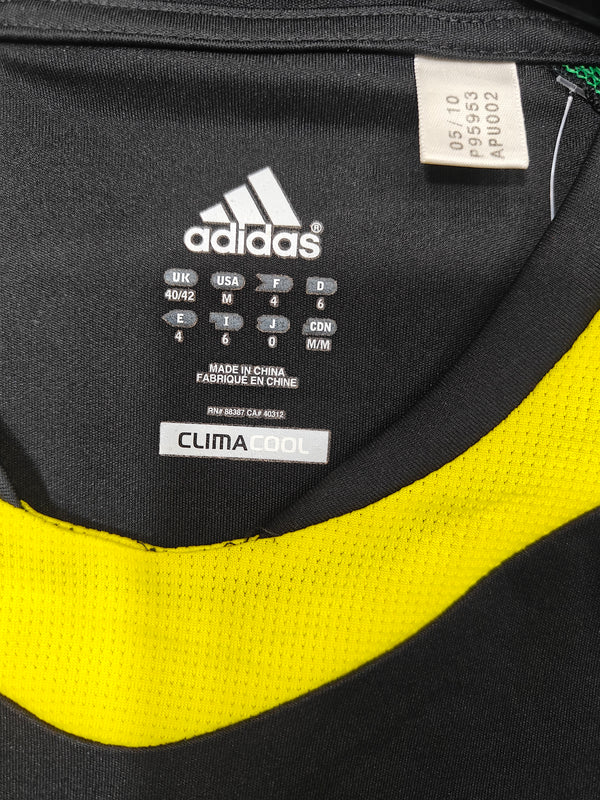 05/10
P95953
APU002
adidas®
UK USA F D
40/42 M 4 6
E I J CDN
4 6 0 M/M
MADE IN CHINA
FABRIQUÉ EN CHINE
RN# 88387 CA# 40312
CLIMACOOL